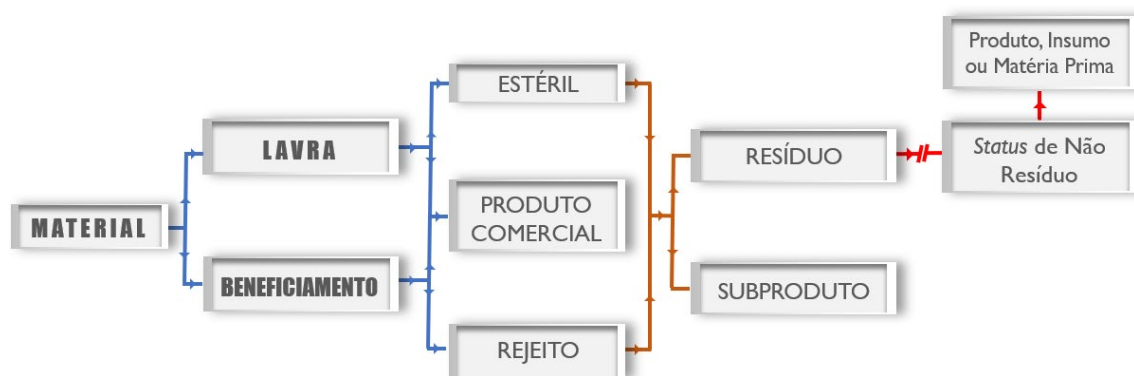 MATERIAL
LAVRA
BENEFICIAMENTO
ESTÉRIL
PRODUTO
COMERCIAL
REJEITO
RESÍDUO
SUBPRODUTO
Produto, Insumo
ou Matéria Prima
Status de Não
Resíduo